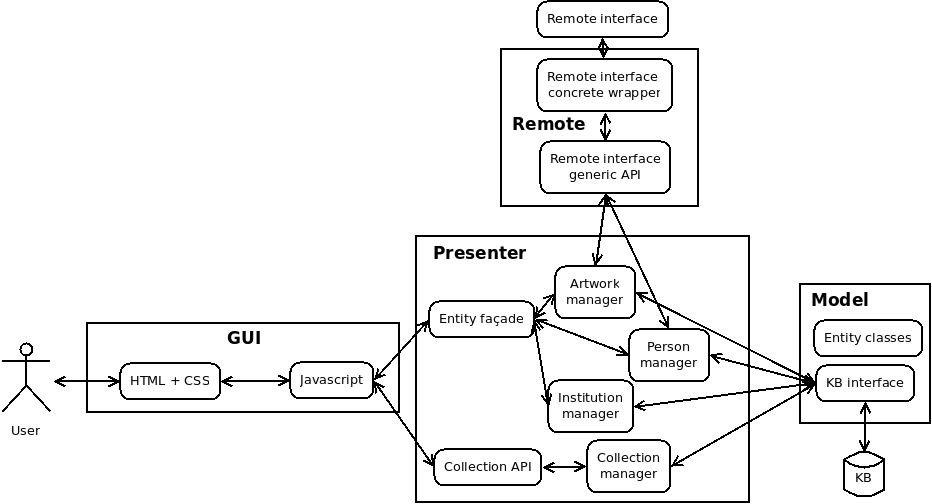 Remote interface
Remote interface
concrete wrapper
Remote
Remote interface
generic API
Presenter
Artwork
manager
Entity façade
Person
manager
Institution
manager
Collection API
Collection
manager
Model
Entity classes
KB interface
KB
GUI
HTML + CSS
Javascript
User